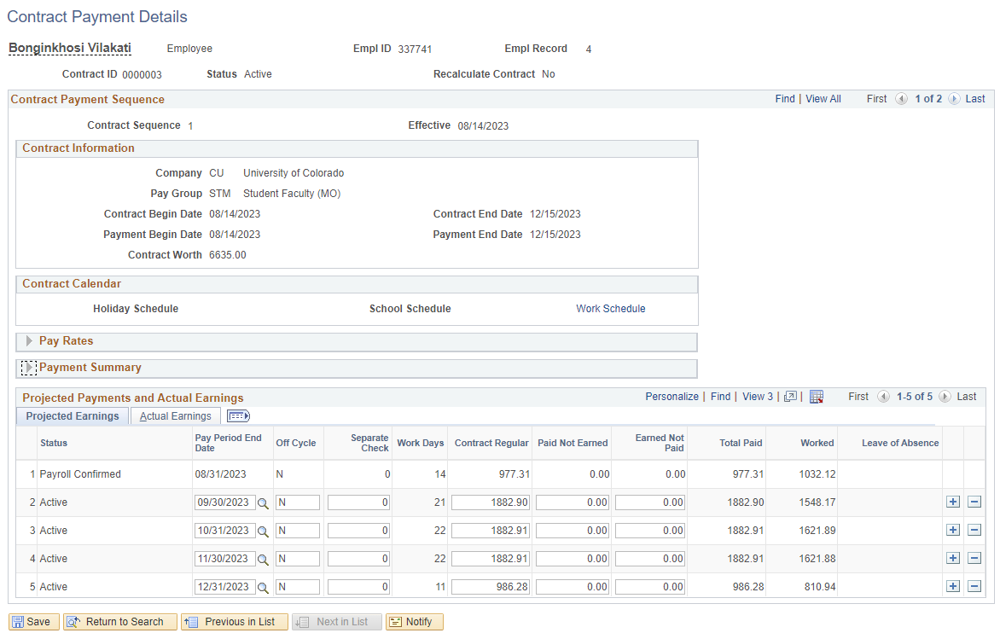 Contract Payment Details
Bonginkhosi Vilakati Employee Empl ID 337741 Empl Record 4
Contract ID 0000003 Status Active Recalculate Contract No
Contract Payment Sequence Find | View All First 1 of 2 Last
Contract Sequence 1 Effective 08/14/2023
Contract Information
Company CU University of Colorado
Pay Group STM Student Faculty (MO)
Contract Begin Date 08/14/2023 Contract End Date 12/15/2023
Payment Begin Date 08/14/2023 Payment End Date 12/15/2023
Contract Worth 6635.00
Contract Calendar
Holiday Schedule School Schedule Work Schedule
Pay Rates
Payment Summary
Projected Payments and Actual Earnings Personalize | Find | View 3 | | First 1-5 of 5 Last
Projected Earnings Actual Earnings
Status Pay Period End Date Off Cycle Separate Check Work Days Contract Regular Paid Not Earned Earned Not Paid Total Paid Worked Leave of Absence
1 Payroll Confirmed 08/31/2023 N 0 14 977.31 0.00 0.00 977.31 1032.12
2 Active 09/30/2023 N 0 21 1882.90 0.00 0.00 1882.90 1548.17
3 Active 10/31/2023 N 0 22 1882.91 0.00 0.00 1882.91 1621.89
4 Active 11/30/2023 N 0 22 1882.91 0.00 0.00 1882.91 1621.88
5 Active 12/31/2023 N 0 11 986.28 0.00 0.00 986.28 810.94
Save Return to Search Previous in List Next in List Notify